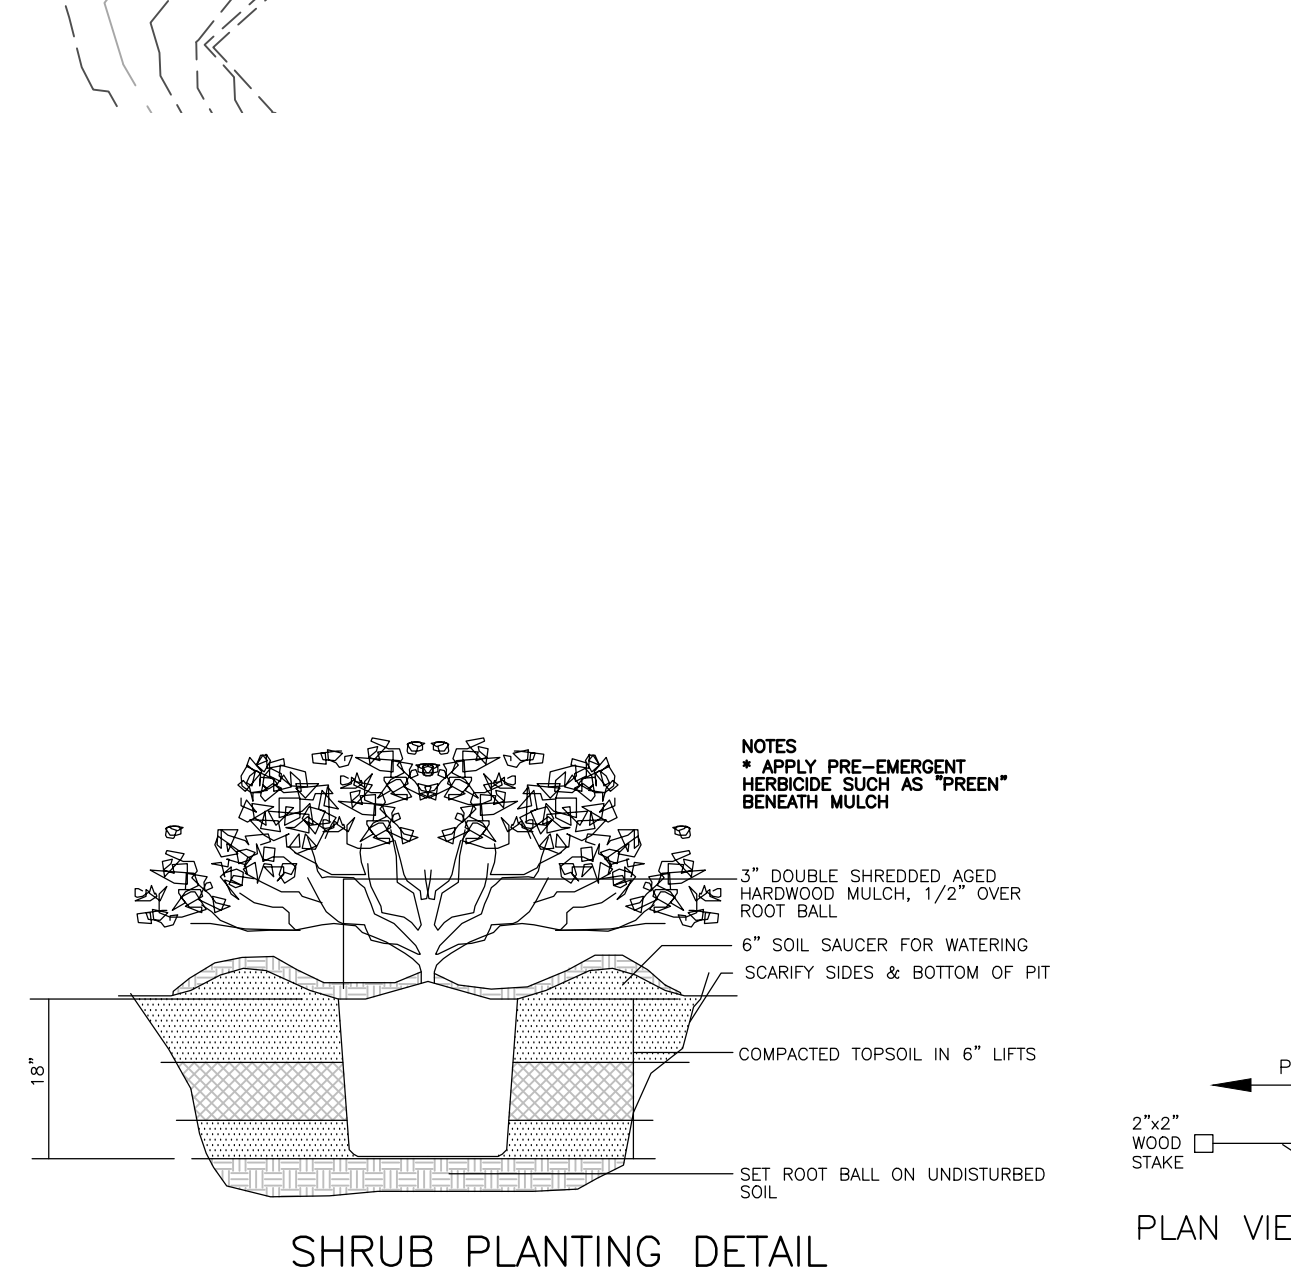 NOTES
* APPLY PRE-EMERGENT
HERBICIDE SUCH AS "PREEN"
BENEATH MULCH
3" DOUBLE SHREDDED AGED
HARDWOOD MULCH, 1/2" OVER
ROOT BALL
6" SOIL SAUCER FOR WATERING
SCARIFY SIDES & BOTTOM OF PIT
COMPACTED TOPSOIL IN 6" LIFTS
18"
SET ROOT BALL ON UNDISTURBED
SOIL
SHRUB PLANTING DETAIL
P
2"x2"
WOOD
STAKE
PLAN VIE